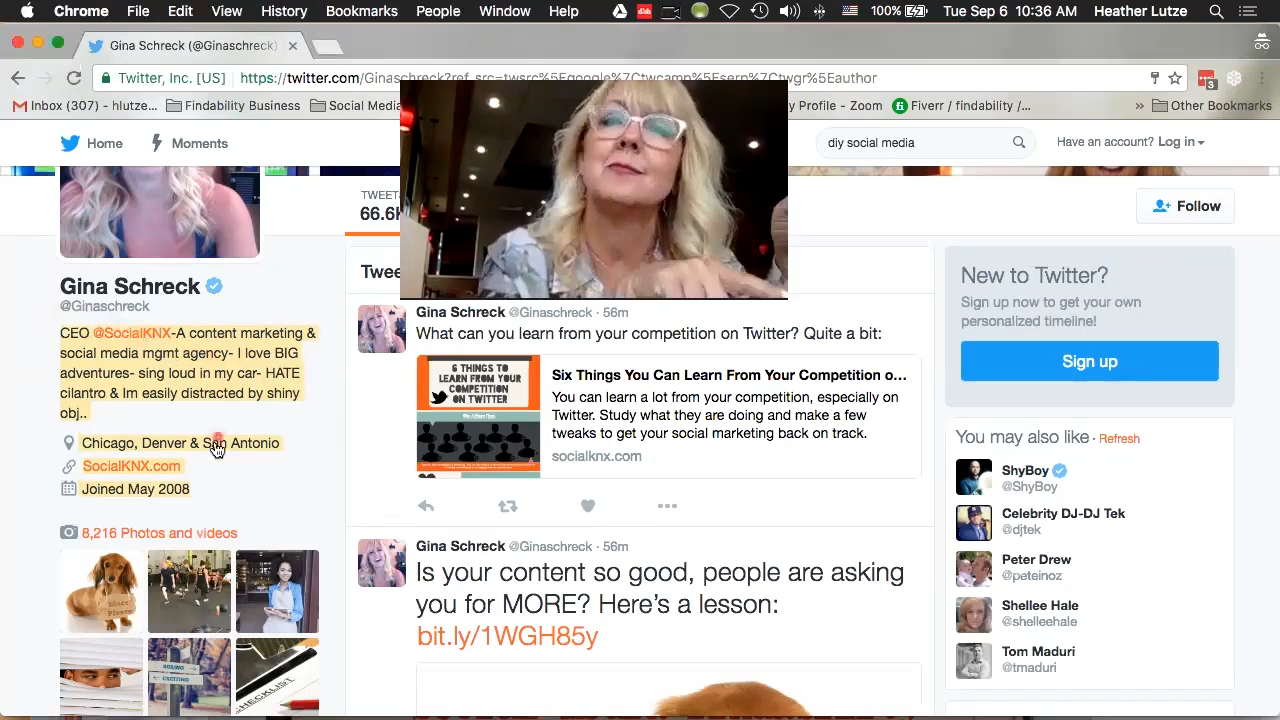 Chrome File Edit View History Bookmarks People Window Help 100% Tue Sep 6 10:36 AM Heather Lutze
Gina Schreck (@Ginaschreck)
Twitter, Inc. [US] https://twitter.com/Ginaschreck?ref_src=twsrc%5Egoogle%7Ctwcamp%5Eserp%7Ctwgr%5Eauthor
3
Inbox (307) - hlutze... Findability Business Social Media y Profile - Zoom Fiverr / findability /... » Other Bookmarks
Home Moments diy social media Have an account? Log in
TWEETS
66.6K
Follow
Gina Schreck
@Ginaschreck
CEO @SocialKNX-A content marketing &
social media mgmt agency- I love BIG
adventures- sing loud in my car- HATE
cilantro & Im easily distracted by shiny
obj..
Chicago, Denver & San Antonio
SocialKNX.com
Joined May 2008
8,216 Photos and videos
EXCITING
CHECKLIST
Twee
Gina Schreck @Ginaschreck · 56m
What can you learn from your competition on Twitter? Quite a bit:
6 THINGS TO
LEARN FROM YOUR
COMPETITION
ON TWITTER
Six Things You Can Learn From Your Competition o...
You can learn a lot from your competition, especially on
Twitter. Study what they are doing and make a few
tweaks to get your social marketing back on track.
socialknx.com
Gina Schreck @Ginaschreck · 56m
Is your content so good, people are asking
you for MORE? Here's a lesson:
bit.ly/1WGH85y
New to Twitter?
Sign up now to get your own
personalized timeline!
Sign up
You may also like · Refresh
ShyBoy
@ShyBoy
Celebrity DJ-DJ Tek
@djtek
Peter Drew
@peteinoz
Shellee Hale
@shelleehale
Tom Maduri
@tmaduri